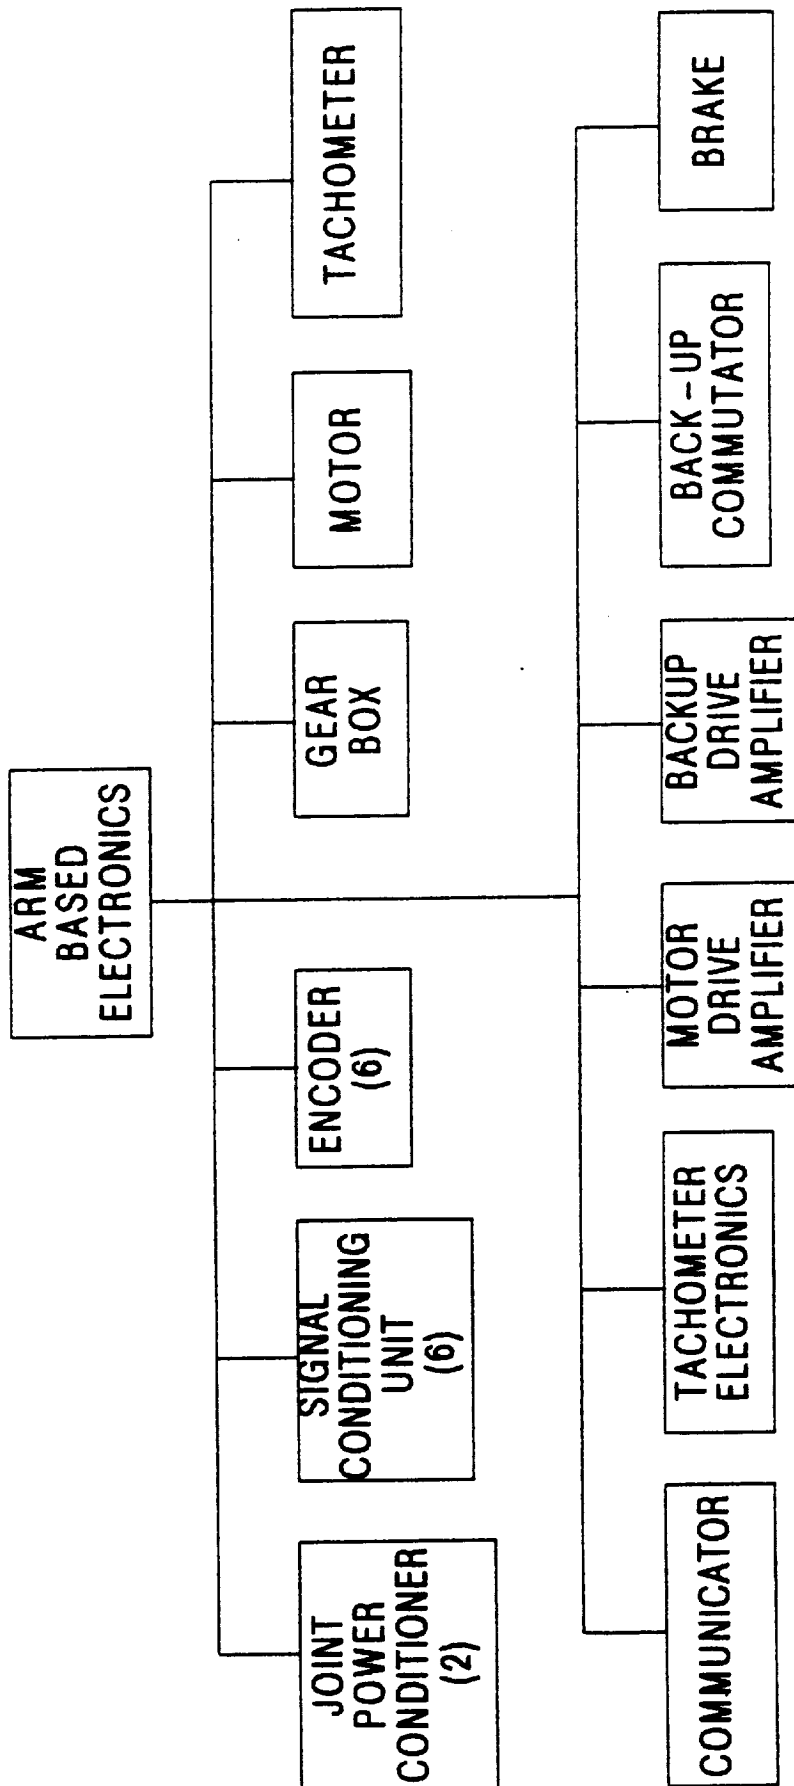 ARM
BASED
ELECTRONICS
JOINT
POWER
CONDITIONER
(2)
SIGNAL
CONDITIONING
UNIT
(6)
ENCODER
(6)
GEAR
BOX
MOTOR
TACHOMETER
COMMUNICATOR
TACHOMETER
ELECTRONICS
MOTOR
DRIVE
AMPLIFIER
BACKUP
DRIVE
AMPLIFIER
BACK-UP
COMMUTATOR
BRAKE